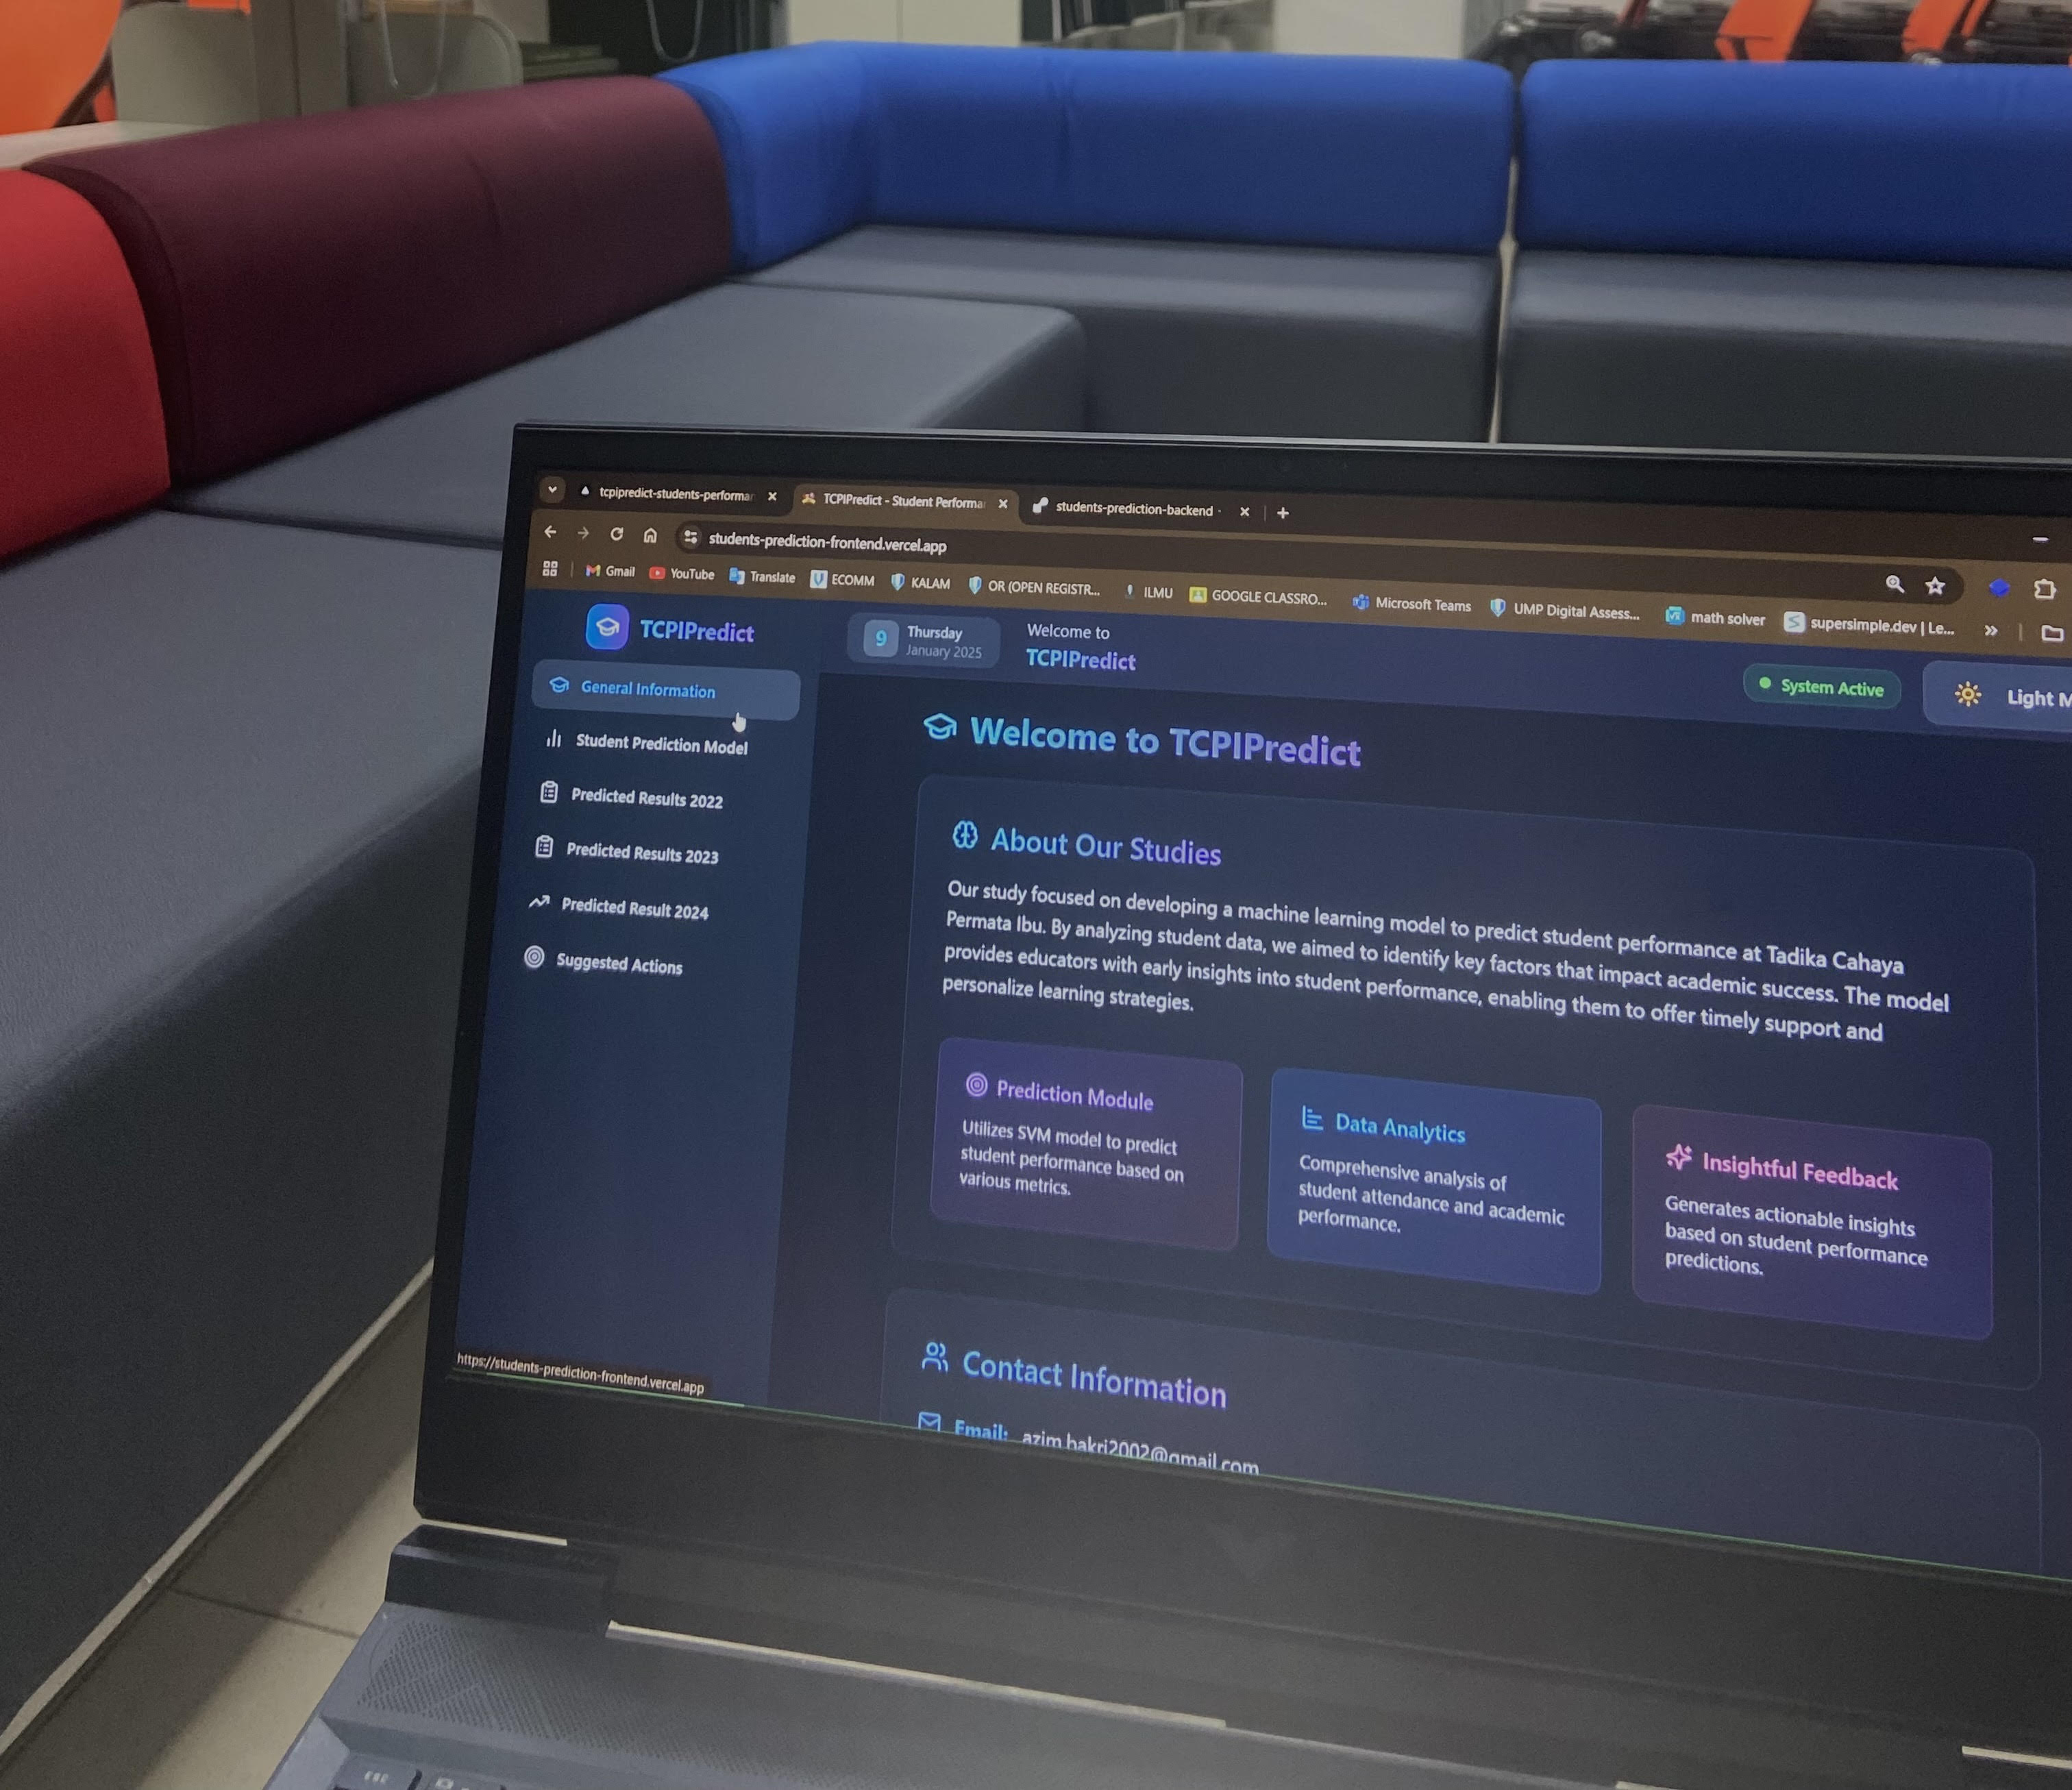 tcpipredict-students-performa
TCPIPredict - Student Performa
students-prediction-backend
students-prediction-frontend.vercel.app
Gmail
YouTube
Translate
ECOMM
KALAM
OR (OPEN REGISTR...
ILMU
GOOGLE CLASSRO...
Microsoft Teams
UMP Digital Assess...
math solver
supersimple.dev | Le...
TCPIPredict
9
Thursday
January 2025
Welcome to
TCPIPredict
System Active
Light M
General Information
Student Prediction Model
Predicted Results 2022
Predicted Results 2023
Predicted Result 2024
Suggested Actions
Welcome to TCPIPredict
About Our Studies
Our study focused on developing a machine learning model to predict student performance at Tadika Cahaya
Permata Ibu. By analyzing student data, we aimed to identify key factors that impact academic success. The model
provides educators with early insights into student performance, enabling them to offer timely support and
personalize learning strategies.
Prediction Module
Utilizes SVM model to predict
student performance based on
various metrics.
Data Analytics
Comprehensive analysis of
student attendance and academic
performance.
Insightful Feedback
Generates actionable insights
based on student performance
predictions.
Contact Information
Email: azim.bakri2002@gmail.com
https://students-prediction-frontend.vercel.app
esc